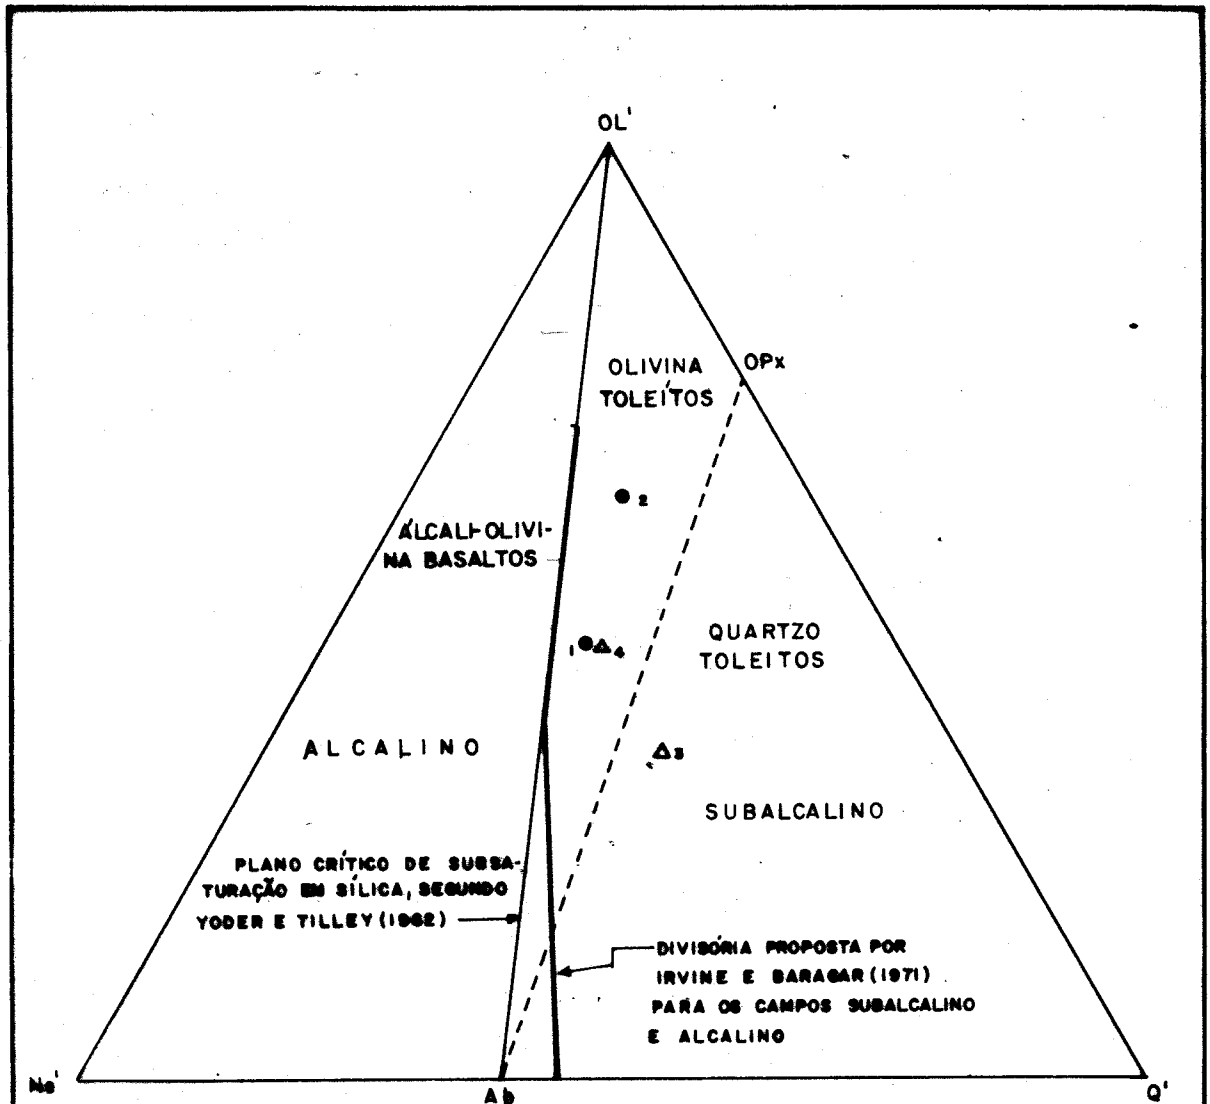 OL'
OPx
OLIVINA
TOLEÍTOS
2
ÁLCALI-OLIVI-
NA BASALTOS
QUARTZO
TOLEITOS
1
4
ALCALINO
3
SUBALCALINO
PLANO CRÍTICO DE SUBSA-
TURAÇÃO EM SÍLICA, SEGUNDO
YODER E TILLEY (1962)
DIVISÓRIA PROPOSTA POR
IRVINE E BARAGAR (1971)
PARA OS CAMPOS SUBALCALINO
E ALCALINO
Ne'
Ab
Q'